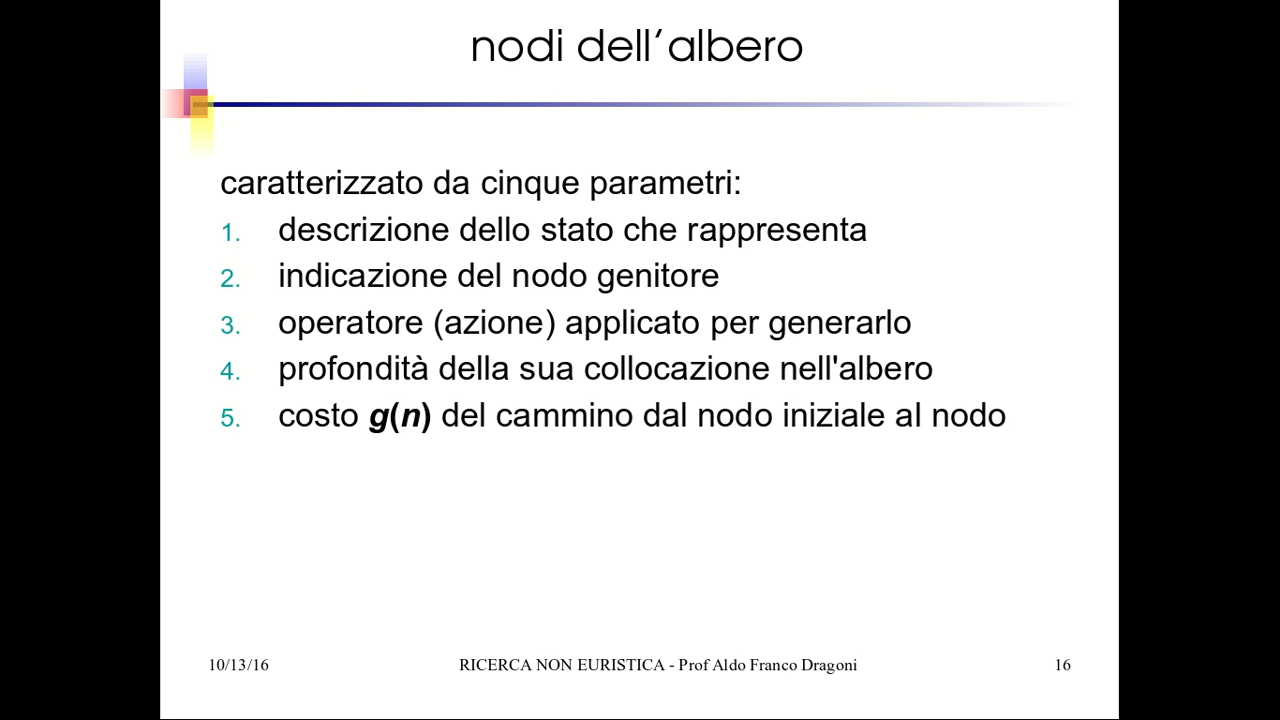 nodi dell’albero
caratterizzato da cinque parametri:
1. descrizione dello stato che rappresenta
2. indicazione del nodo genitore
3. operatore (azione) applicato per generarlo
4. profondità della sua collocazione nell'albero
5. costo g(n) del cammino dal nodo iniziale al nodo
10/13/16 RICERCA NON EURISTICA - Prof Aldo Franco Dragoni 16